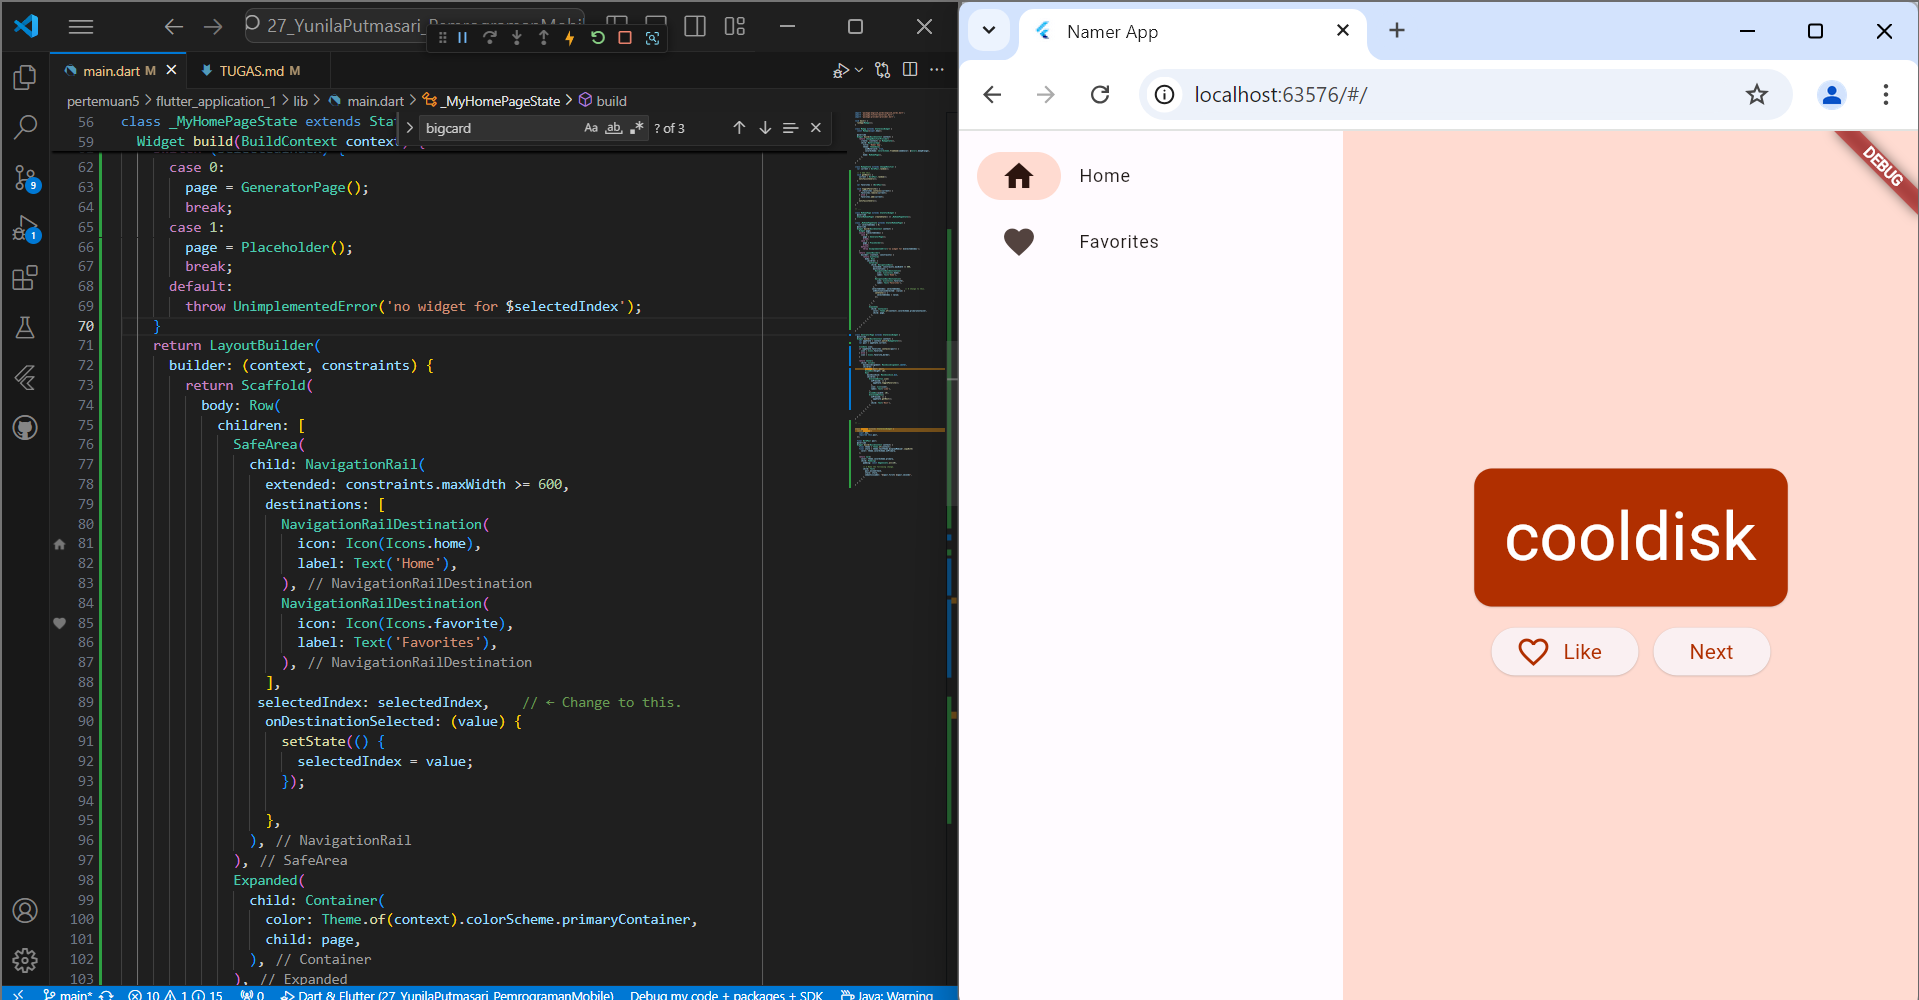 27_YunilaPutmasari_PemrogramanMobi
main.dart M
TUGAS.md M
pertemuan5 > flutter_application_1 > lib > main.dart > _MyHomePageState > build
bigcard
Aa ab .* ? of 3
56 class _MyHomePageState extends Stat
59 Widget build(BuildContext context) {
62 case 0:
63 page = GeneratorPage();
64 break;
65 case 1:
66 page = Placeholder();
67 break;
68 default:
69 throw UnimplementedError('no widget for $selectedIndex');
70 }
71 return LayoutBuilder(
72 builder: (context, constraints) {
73 return Scaffold(
74 body: Row(
75 children: [
76 SafeArea(
77 child: NavigationRail(
78 extended: constraints.maxWidth >= 600,
79 destinations: [
80 NavigationRailDestination(
81 icon: Icon(Icons.home),
82 label: Text('Home'),
83 ), // NavigationRailDestination
84 NavigationRailDestination(
85 icon: Icon(Icons.favorite),
86 label: Text('Favorites'),
87 ), // NavigationRailDestination
88 ],
89 selectedIndex: selectedIndex, // ← Change to this.
90 onDestinationSelected: (value) {
91 setState(() {
92 selectedIndex = value;
93 });
94
95 },
96 ), // NavigationRail
97 ), // SafeArea
98 Expanded(
99 child: Container(
100 color: Theme.of(context).colorScheme.primaryContainer,
101 child: page,
102 ), // Container
103 ), // Expanded
9
1
main* 10 1 15 0 Dart & Flutter (27_YunilaPutmasari_PemrogramanMobile) Debug my code + packages + SDK Java: Warning
Namer App
localhost:63576/#/
DEBUG
Home
Favorites
cooldisk
Like
Next